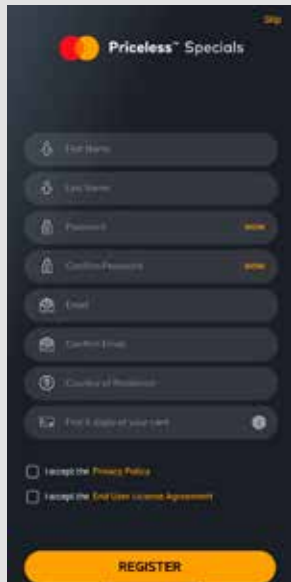 Skip
Priceless™ Specials
First Name
Last Name
Password
SHOW
Confirm Password
SHOW
Email
Confirm Email
Country of Residence
First 6 digits of your card
I accept the Privacy Policy
I accept the End User License Agreement
REGISTER